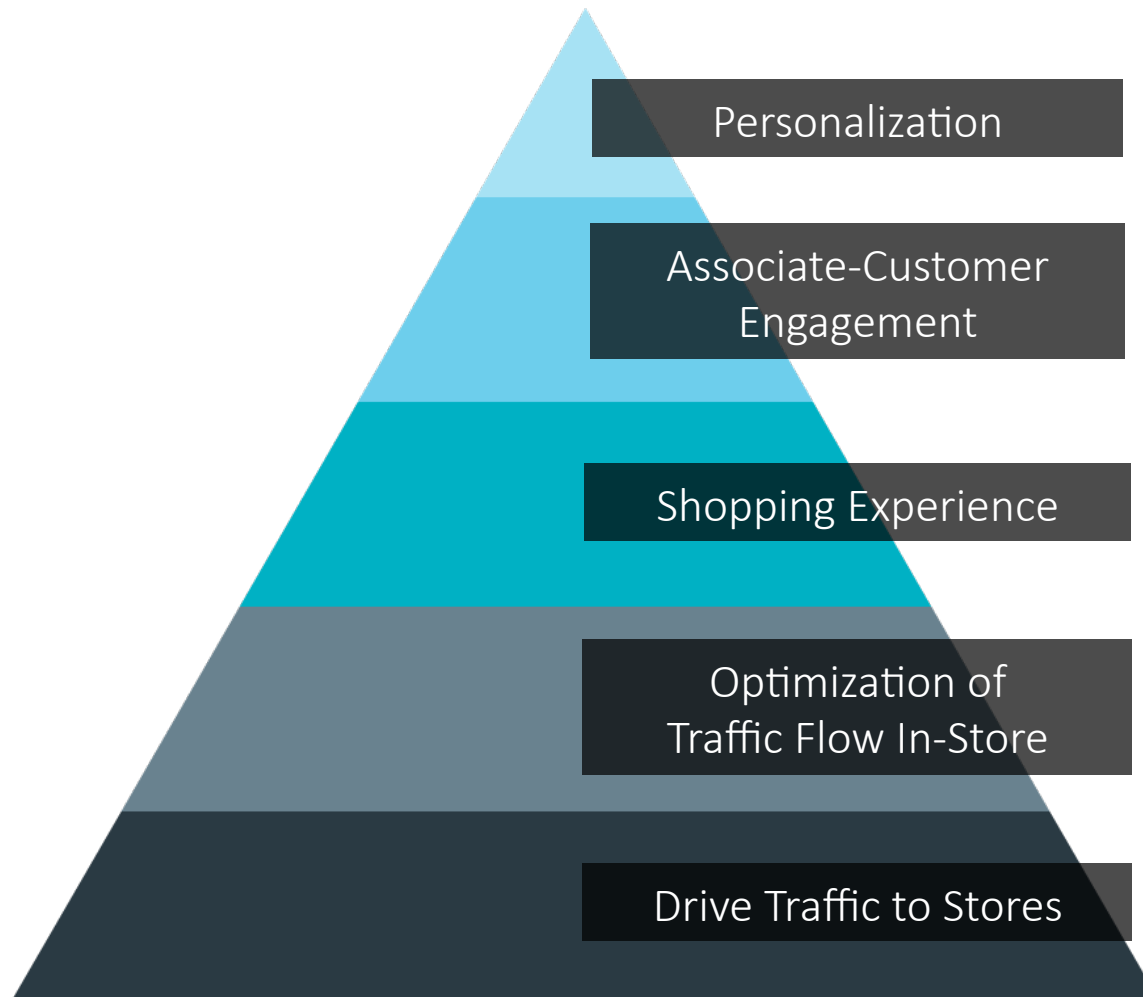 Personalization
Associate-Customer
Engagement
Shopping Experience
Optimization of
Traffic Flow In-Store
Drive Traffic to Stores